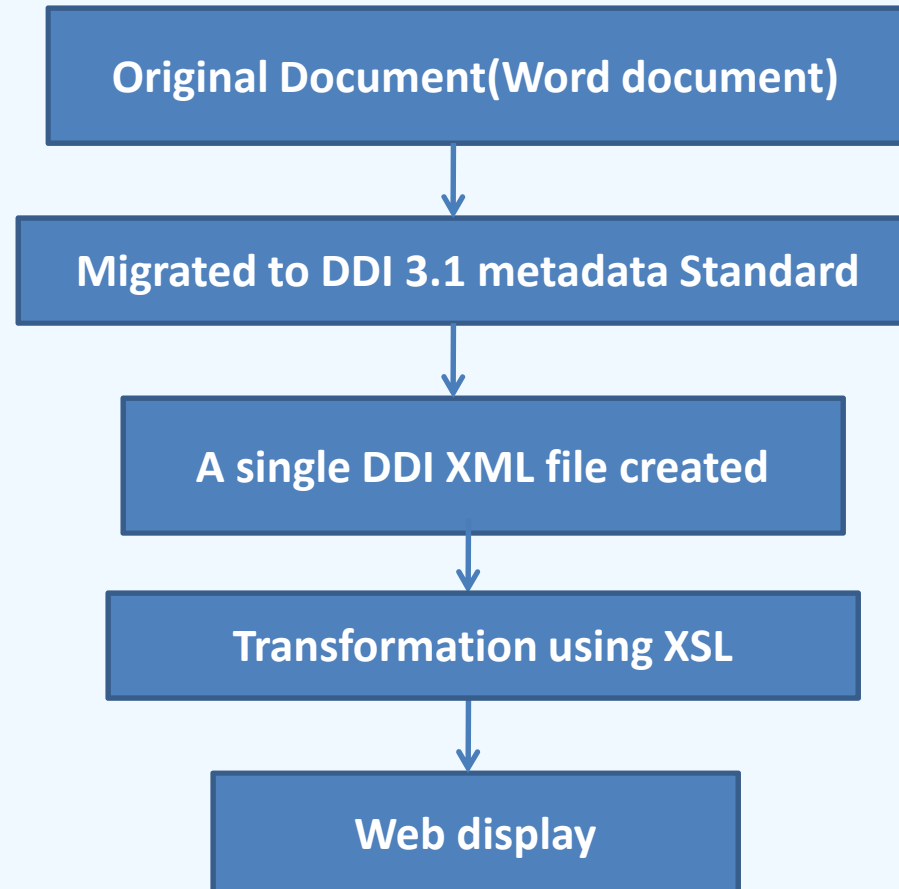 Original Document(Word document)
Migrated to DDI 3.1 metadata Standard
A single DDI XML file created
Transformation using XSL
Web display